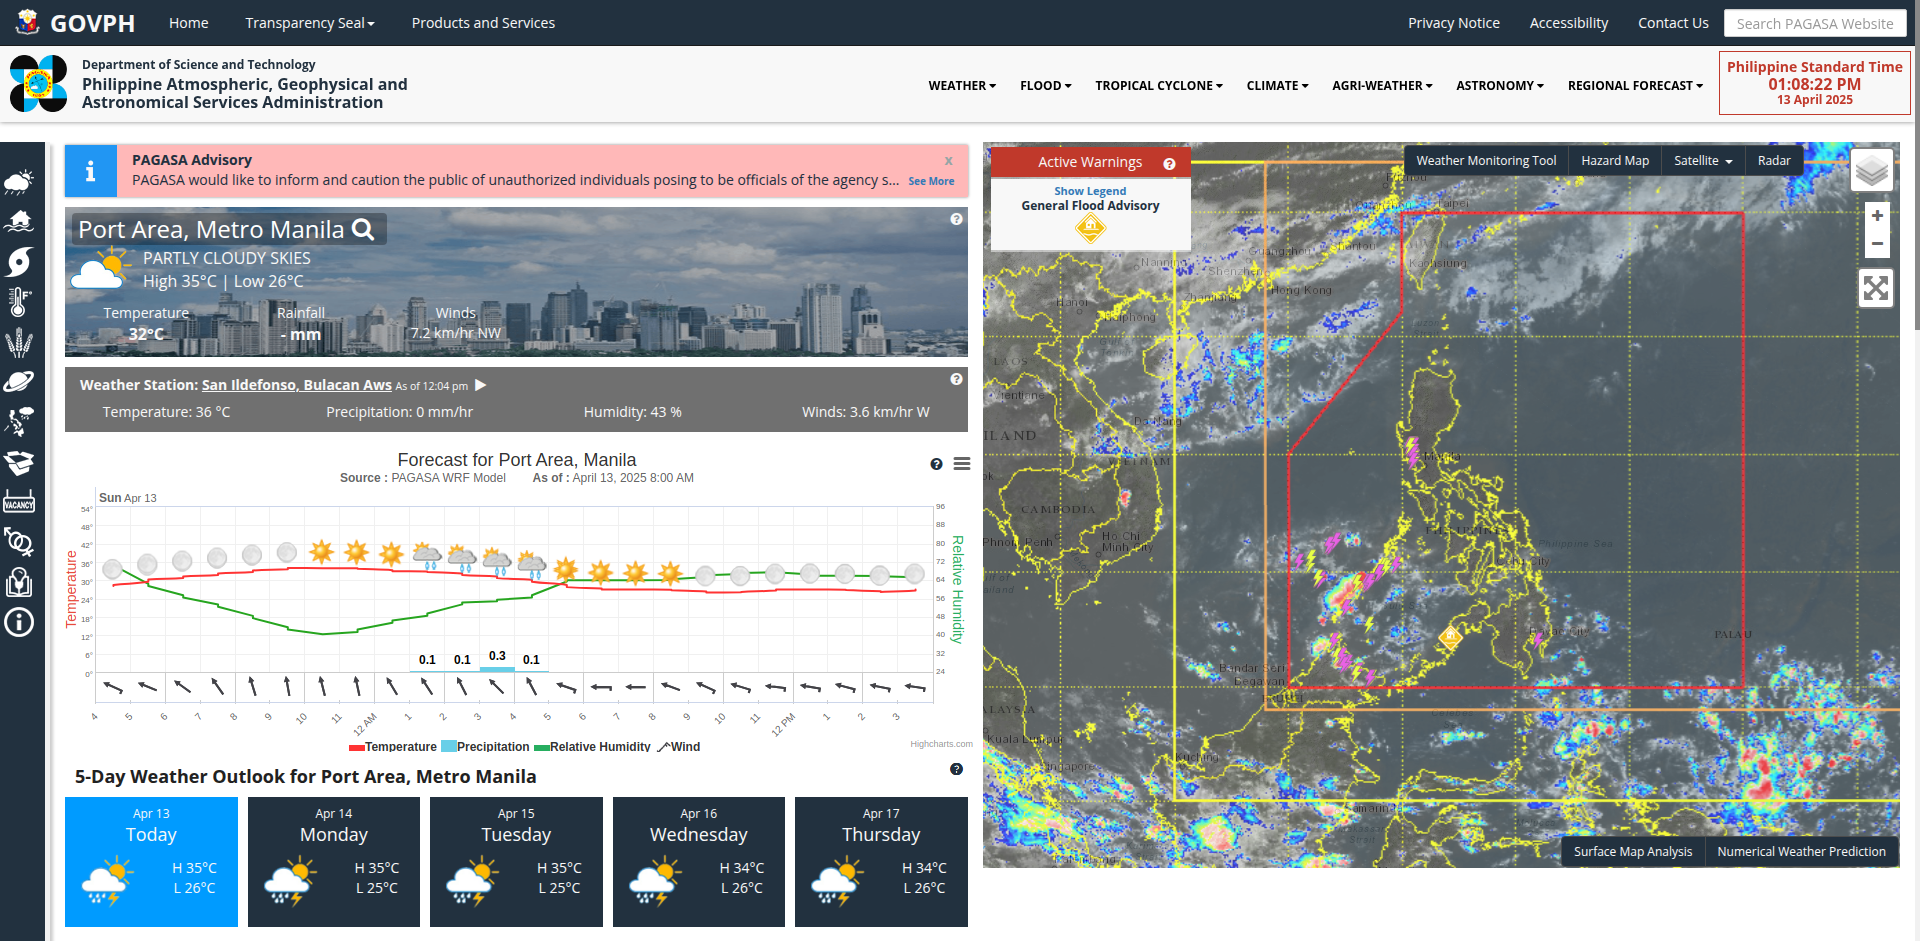 GOVPH
Home
Transparency Seal
Products and Services
Privacy Notice
Accessibility
Contact Us
Search PAGASA Website
Department of Science and Technology
Philippine Atmospheric, Geophysical and
Astronomical Services Administration
WEATHER
FLOOD
TROPICAL CYCLONE
CLIMATE
AGRI-WEATHER
ASTRONOMY
REGIONAL FORECAST
Philippine Standard Time
01:08:22 PM
13 April 2025
VACANCY
PAGASA Advisory
x
PAGASA would like to inform and caution the public of unauthorized individuals posing to be officials of the agency s... See More
Port Area, Metro Manila
PARTLY CLOUDY SKIES
High 35°C | Low 26°C
Temperature
32°C
Rainfall
- mm
Winds
7.2 km/hr NW
Weather Station: San Ildefonso, Bulacan Aws As of 12:04 pm
Temperature: 36 °C
Precipitation: 0 mm/hr
Humidity: 43 %
Winds: 3.6 km/hr W
Forecast for Port Area, Manila
Source : PAGASA WRF Model As of : April 13, 2025 8:00 AM
Sun Apr 13
Temperature
54°
48°
42°
36°
30°
24°
18°
12°
6°
0°
Relative Humidity
96
88
80
72
64
56
48
40
32
24
0.1
0.1
0.3
0.1
4 5 6 7 8 9 10 11 12 AM 1 2 3 4 5 6 7 8 9 10 11 12 PM 1 2 3
Temperature Precipitation Relative Humidity Wind
Highcharts.com
5-Day Weather Outlook for Port Area, Metro Manila
Apr 13
Today
H 35°C
L 26°C
Apr 14
Monday
H 35°C
L 25°C
Apr 15
Tuesday
H 35°C
L 25°C
Apr 16
Wednesday
H 34°C
L 26°C
Apr 17
Thursday
H 34°C
L 26°C
Active Warnings
Show Legend
General Flood Advisory
Weather Monitoring Tool
Hazard Map
Satellite
Radar
+
−
Taipei
Kaohsiung
Guangzhou
Shantou
Shenzhen
Hong Kong
Nanning
Hanoi
Haiphong
LAOS
Vientiane
Da Nang
VIETNAM
CAMBODIA
Phnom Penh
Ho Chi
Minh City
Manila
Philippine Sea
PALAU
Bandar Seri
Begawan
Kuala Lumpur
Singapore
Kuching
Celebes
Samarinda
Surface Map Analysis
Numerical Weather Prediction